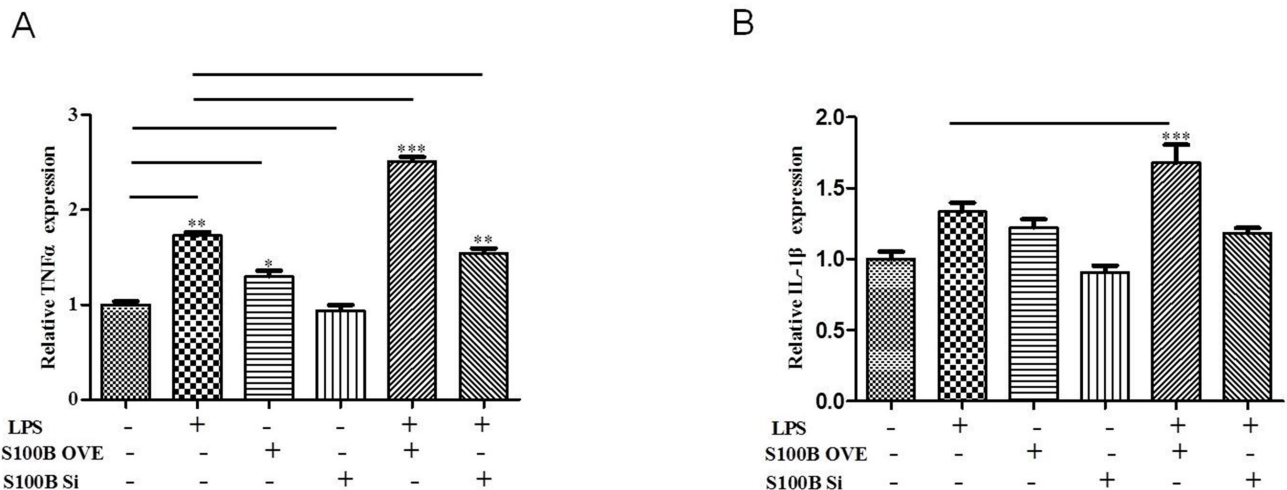 A
Relative TNFα expression
3
2
1
0
** * *** **
LPS - + - - + +
S100B OVE - - + - + -
S100B Si - - - + - +
B
Relative IL-1β expression
2.0
1.5
1.0
0.5
0.0
***
LPS - + - - + +
S100B OVE - - + - + -
S100B Si - - - + - +